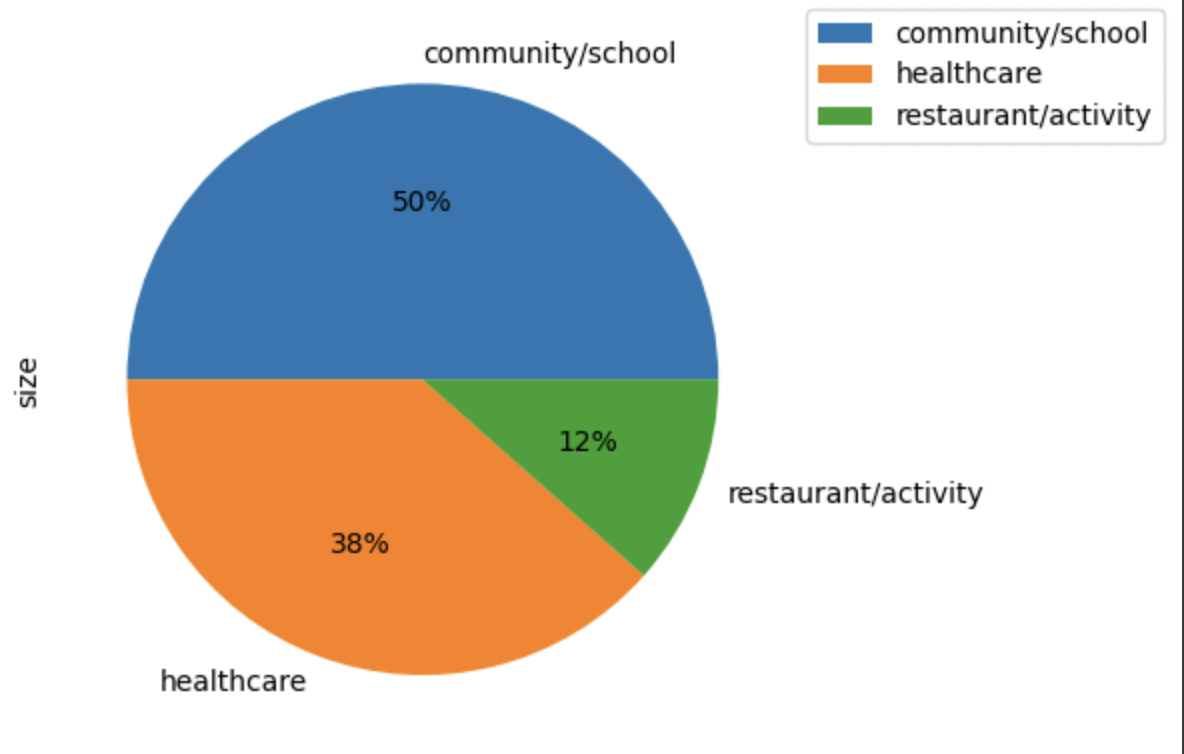 community/school
community/school
healthcare
restaurant/activity
50%
size
12%
restaurant/activity
38%
healthcare